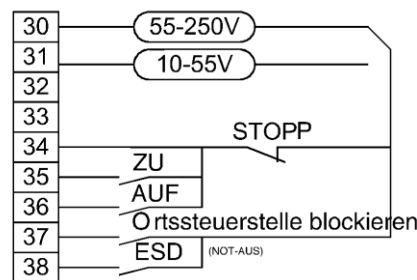 30
55-250V
31
10-55V
32
33
34
STOPP
35
ZU
36
AUF
37
Ortssteuerstelle blockieren
38
ESD
(NOT-AUS)